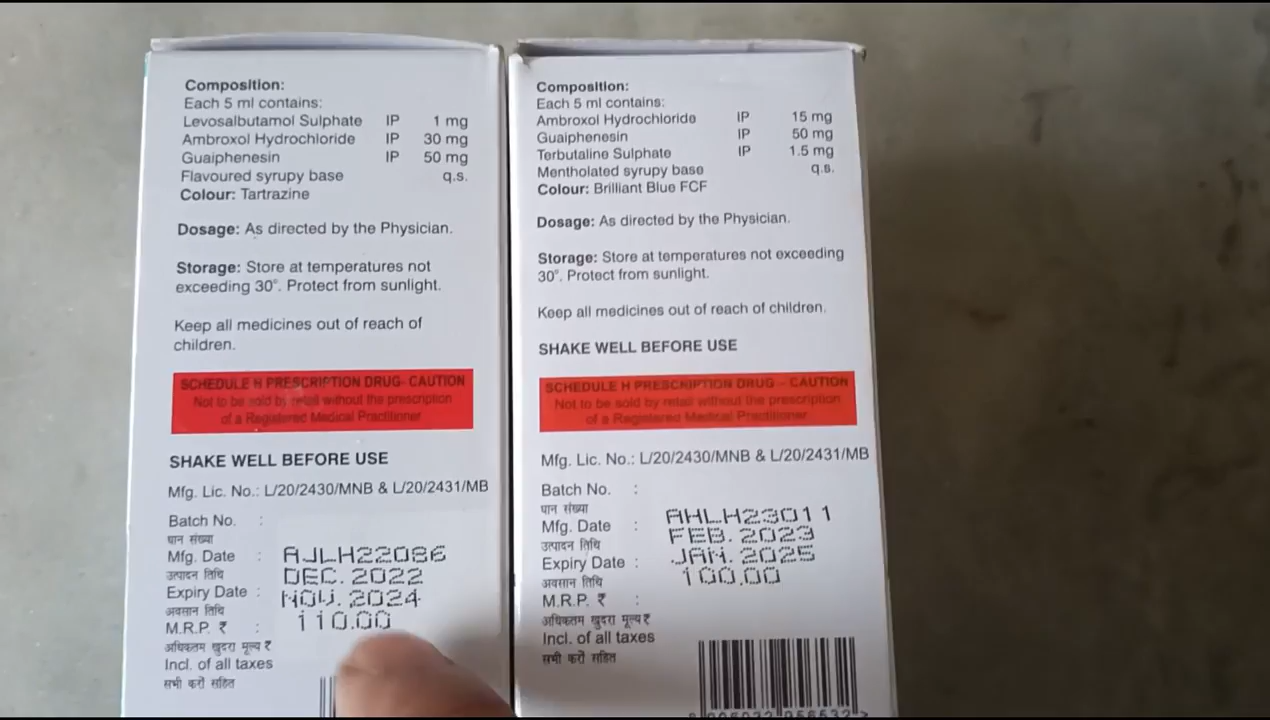 Composition:
Each 5 ml contains:
Levosalbutamol Sulphate IP 1 mg
Ambroxol Hydrochloride IP 30 mg
Guaiphenesin IP 50 mg
Flavoured syrupy base q.s.
Colour: Tartrazine
Dosage: As directed by the Physician.
Storage: Store at temperatures not
exceeding 30°. Protect from sunlight.
Keep all medicines out of reach of
children.
SCHEDULE H PRESCRIPTION DRUG- CAUTION
Not to be sold by retail without the prescription
of a Registered Medical Practitioner
SHAKE WELL BEFORE USE
Mfg. Lic. No.: L/20/2430/MNB & L/20/2431/MB
Batch No. :
घान संख्या
Mfg. Date : AJLH22086
उत्पादन तिथि DEC. 2022
Expiry Date : NOV. 2024
अवसान तिथि
M.R.P. ₹ : 110.00
अधिकतम खुदरा मूल्य ₹
Incl. of all taxes
सभी करों सहित
Composition:
Each 5 ml contains:
Ambroxol Hydrochloride IP 15 mg
Guaiphenesin IP 50 mg
Terbutaline Sulphate IP 1.5 mg
Mentholated syrupy base q.s.
Colour: Brilliant Blue FCF
Dosage: As directed by the Physician.
Storage: Store at temperatures not exceeding
30°. Protect from sunlight.
Keep all medicines out of reach of children.
SHAKE WELL BEFORE USE
SCHEDULE H PRESCRIPTION DRUG - CAUTION
Not to be sold by retail without the prescription
of a Registered Medical Practitioner
Mfg. Lic. No.: L/20/2430/MNB & L/20/2431/MB
Batch No. :
घान संख्या AHLH23011
Mfg. Date : FEB. 2023
उत्पादन तिथि JAN. 2025
Expiry Date :
अवसान तिथि 100.00
M.R.P. ₹ :
अधिकतम खुदरा मूल्य ₹
Incl. of all taxes
सभी करों सहित